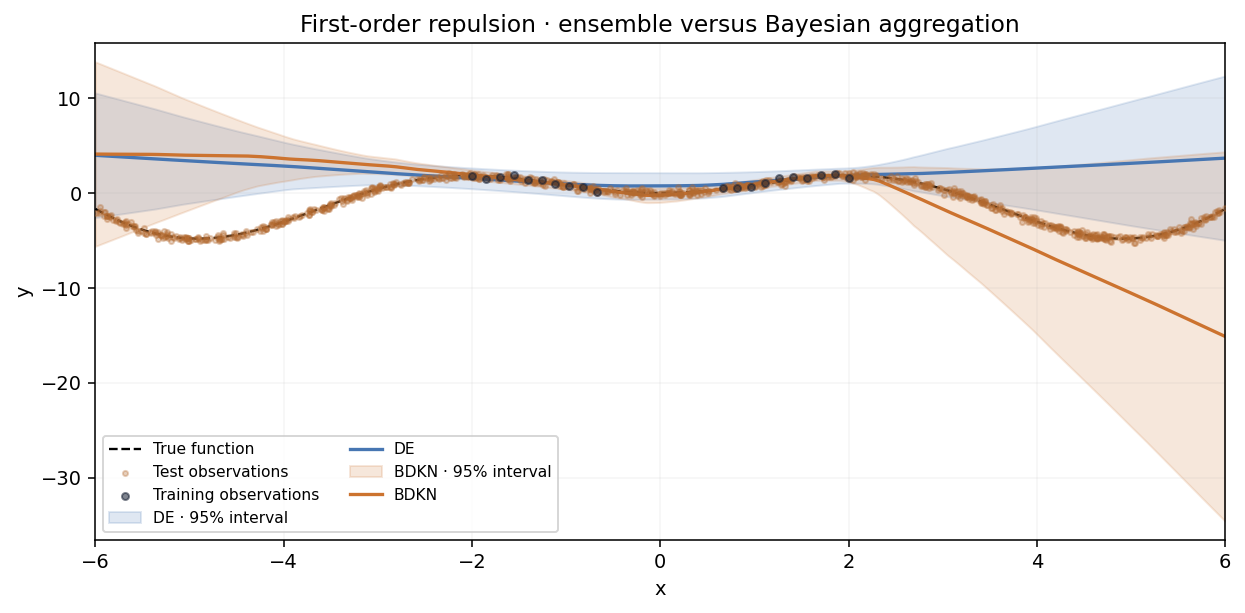 First-order repulsion · ensemble versus Bayesian aggregation
y
10
0
−10
−20
−30
True function
Test observations
Training observations
DE · 95% interval
DE
BDKN · 95% interval
BDKN
−6
−4
−2
0
2
4
6
x